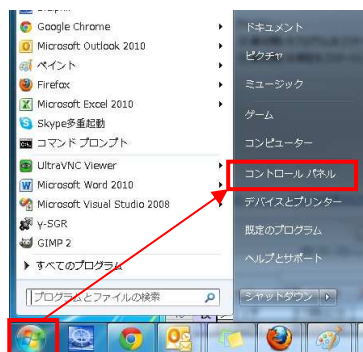 Google Chrome
Microsoft Outlook 2010
ペイント
Firefox
Microsoft Excel 2010
Skype多重起動
コマンド プロンプト
UltraVNC Viewer
Microsoft Word 2010
Microsoft Visual Studio 2008
γ-SGR
GIMP 2
すべてのプログラム
プログラムとファイルの検索
ドキュメント
ピクチャ
ミュージック
ゲーム
コンピューター
コントロール パネル
デバイスとプリンター
既定のプログラム
ヘルプとサポート
シャットダウン